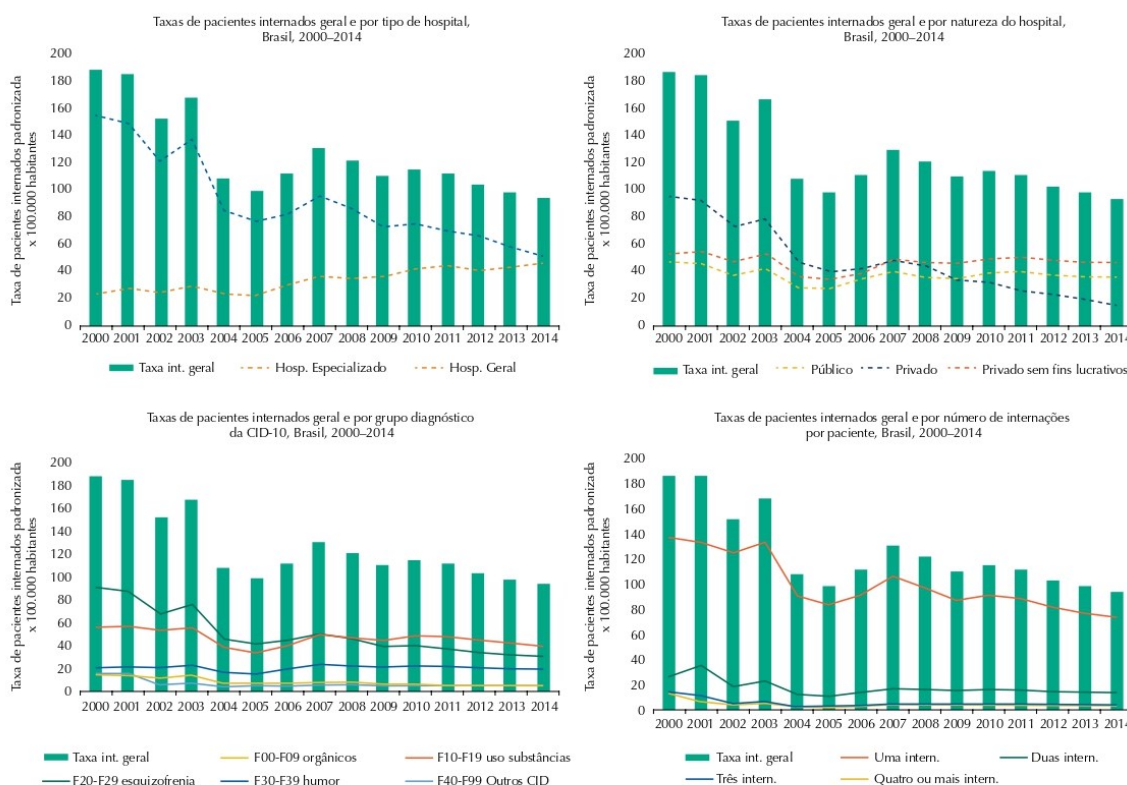 Taxas de pacientes internados geral e por tipo de hospital,
Brasil, 2000–2014
Taxa de pacientes internados padronizada
x 100.000 habitantes
200
180
160
140
120
100
80
60
40
20
0
2000 2001 2002 2003 2004 2005 2006 2007 2008 2009 2010 2011 2012 2013 2014
Taxa int. geral Hosp. Especializado Hosp. Geral
Taxas de pacientes internados geral e por natureza do hospital,
Brasil, 2000–2014
Taxa de pacientes internados padronizada
x 100.000 habitantes
200
180
160
140
120
100
80
60
40
20
0
2000 2001 2002 2003 2004 2005 2006 2007 2008 2009 2010 2011 2012 2013 2014
Taxa int. geral Público Privado Privado sem fins lucrativos
Taxas de pacientes internados geral e por grupo diagnóstico
da CID-10, Brasil, 2000–2014
Taxa de pacientes internados padronizada
x 100.000 habitantes
200
180
160
140
120
100
80
60
40
20
0
2000 2001 2002 2003 2004 2005 2006 2007 2008 2009 2010 2011 2012 2013 2014
Taxa int. geral F00-F09 orgânicos F10-F19 uso substâncias
F20-F29 esquizofrenia F30-F39 humor F40-F99 Outros CID
Taxas de pacientes internados geral e por número de internações
por paciente, Brasil, 2000–2014
Taxa de pacientes internados padronizada
x 100.000 habitantes
200
180
160
140
120
100
80
60
40
20
0
2000 2001 2002 2003 2004 2005 2006 2007 2008 2009 2010 2011 2012 2013 2014
Taxa int. geral Uma intern. Duas intern.
Três intern. Quatro ou mais intern.